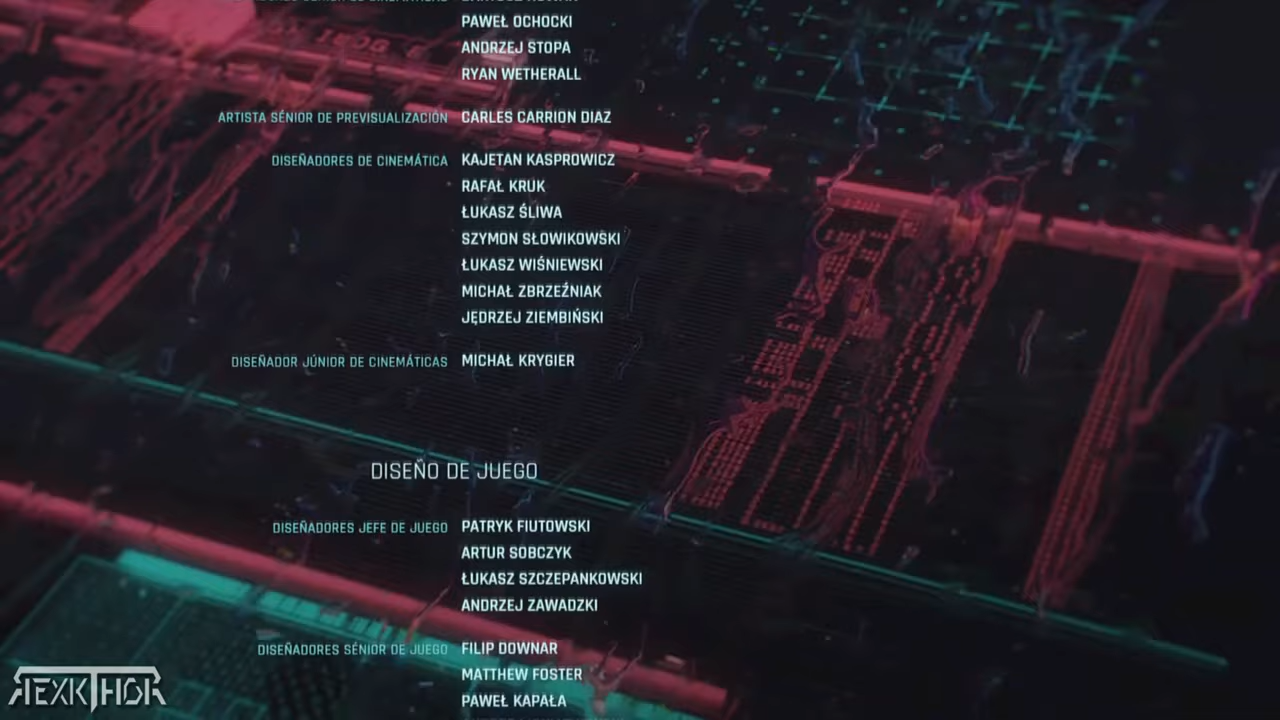 PAWEŁ OCHOCKI
ANDRZEJ STOPA
RYAN WETHERALL
ARTISTA SÉNIOR DE PREVISUALIZACIÓN CARLES CARRION DIAZ
DISEÑADORES DE CINEMÁTICA KAJETAN KASPROWICZ
RAFAŁ KRUK
ŁUKASZ ŚLIWA
SZYMON SŁOWIKOWSKI
ŁUKASZ WIŚNIEWSKI
MICHAŁ ZBRZEŹNIAK
JĘDRZEJ ZIEMBIŃSKI
DISEÑADOR JÚNIOR DE CINEMÁTICAS MICHAŁ KRYGIER
DISEÑO DE JUEGO
DISEÑADORES JEFE DE JUEGO PATRYK FIUTOWSKI
ARTUR SOBCZYK
ŁUKASZ SZCZEPANKOWSKI
ANDRZEJ ZAWADZKI
DISEÑADORES SÉNIOR DE JUEGO FILIP DOWNAR
MATTHEW FOSTER
PAWEŁ KAPAŁA
REXKTHOR